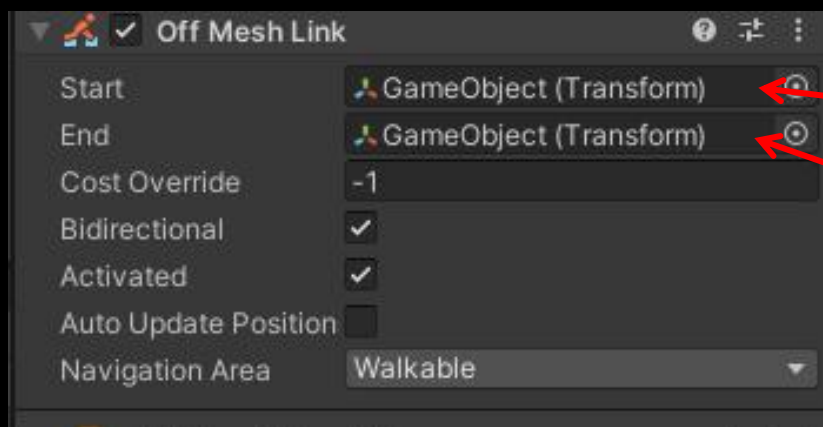 Off Mesh Link
Start GameObject (Transform)
End GameObject (Transform)
Cost Override -1
Bidirectional
Activated
Auto Update Position
Navigation Area Walkable